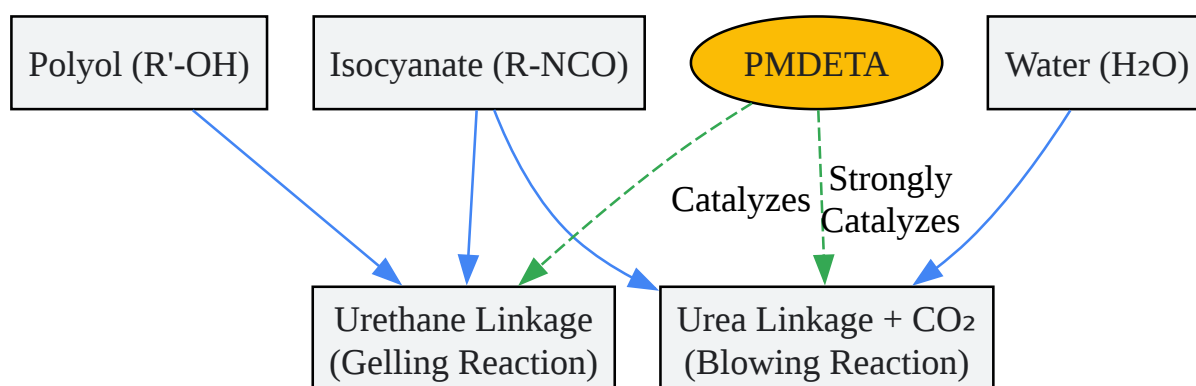 Polyol (R'-OH)
Isocyanate (R-NCO)
PMDETA
Water (H₂O)
Catalyzes
Strongly
Catalyzes
Urethane Linkage
(Gelling Reaction)
Urea Linkage + CO₂
(Blowing Reaction)